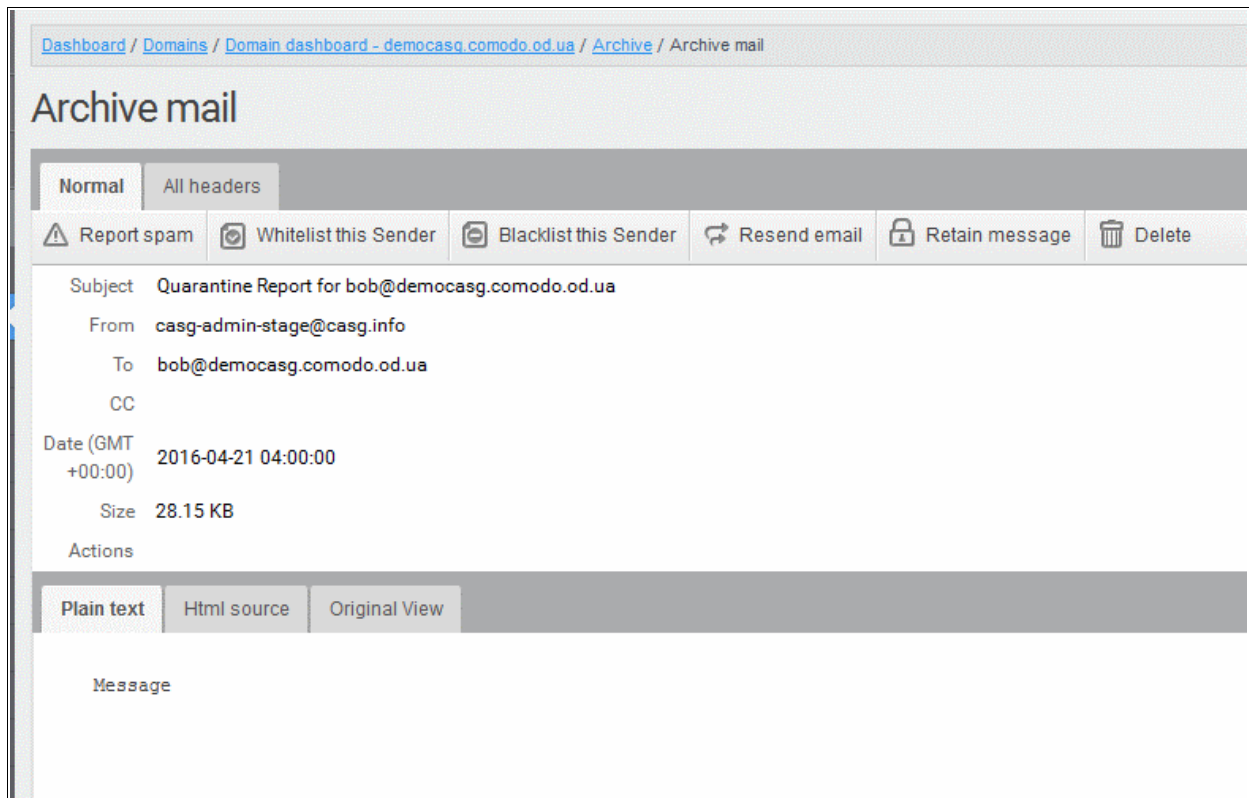 Dashboard / Domains / Domain dashboard - democasg.comodo.od.ua / Archive / Archive mail
Archive mail
Normal All headers
Report spam Whitelist this Sender Blacklist this Sender Resend email Retain message Delete
Subject Quarantine Report for bob@democasg.comodo.od.ua
From casg-admin-stage@casg.info
To bob@democasg.comodo.od.ua
CC
Date (GMT
+00:00) 2016-04-21 04:00:00
Size 28.15 KB
Actions
Plain text Html source Original View
Message